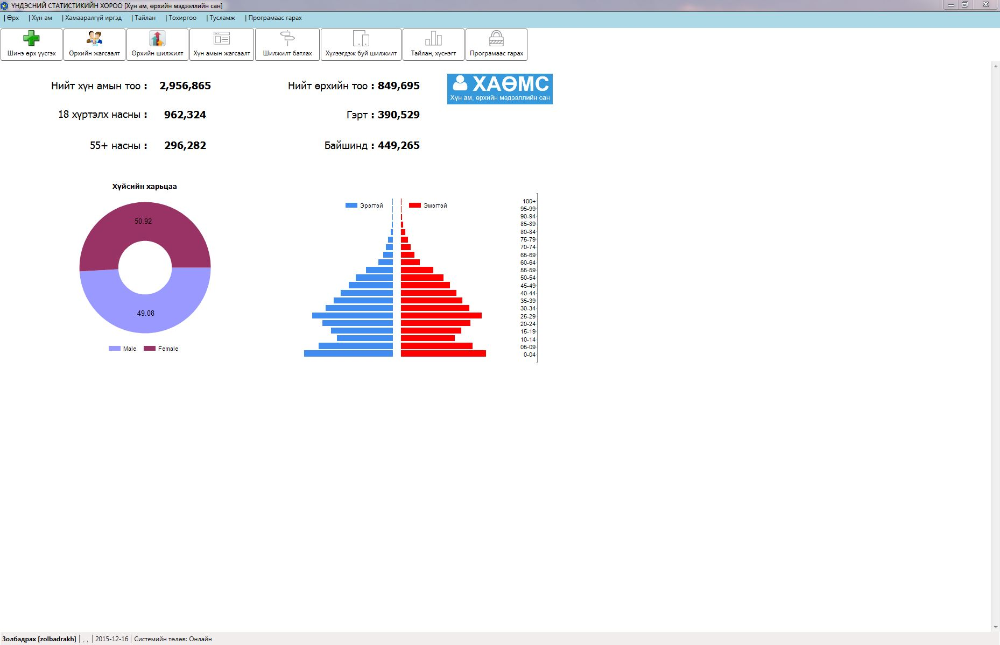 ҮНДЭСНИЙ СТАТИСТИКИЙН ХОРОО [Хүн ам, өрхийн мэдээллийн сан]
| Өрх | Хүн ам | Хамааралгүй иргэд | Тайлан | Тохиргоо | Тусламж | Програмаас гарах
Шинэ өрх үүсгэх Өрхийн жагсаалт Өрхийн шилжилт Хүн амын жагсаалт Шилжилт батлах Хүлээгдэж буй шилжилт Тайлан, хүснэгт Програмаас гарах
Нийт хүн амын тоо : 2,956,865 Нийт өрхийн тоо : 849,695
ХАӨМС
Хүн ам, өрхийн мэдээллийн сан
18 хүртэлх насны : 962,324 Гэрт : 390,529
55+ насны : 296,282 Байшинд : 449,265
Хүйсийн харьцаа
50.92
49.08
Male Female
Эрэгтэй Эмэгтэй
100+
95-99
90-94
85-89
80-84
75-79
70-74
65-69
60-64
55-59
50-54
45-49
40-44
35-39
30-34
25-29
20-24
15-19
10-14
05-09
0-04
Золбадрах [zolbadrakh] | , , | 2015-12-16 | Системийн төлөв: Онлайн